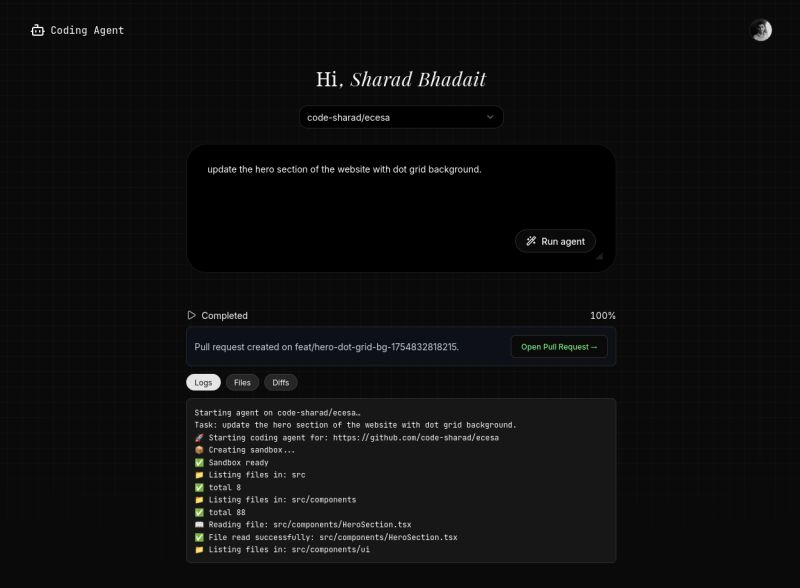 Coding Agent
Hi, Sharad Bhadait
code-sharad/ecesa
update the hero section of the website with dot grid background.
Run agent
Completed
100%
Pull request created on feat/hero-dot-grid-bg-1754832818215.
Open Pull Request →
Logs
Files
Diffs
Starting agent on code-sharad/ecesa…
Task: update the hero section of the website with dot grid background.
🚀 Starting coding agent for: https://github.com/code-sharad/ecesa
📦 Creating sandbox...
✅ Sandbox ready
📁 Listing files in: src
✅ total 8
📁 Listing files in: src/components
✅ total 88
📖 Reading file: src/components/HeroSection.tsx
✅ File read successfully: src/components/HeroSection.tsx
📁 Listing files in: src/components/ui